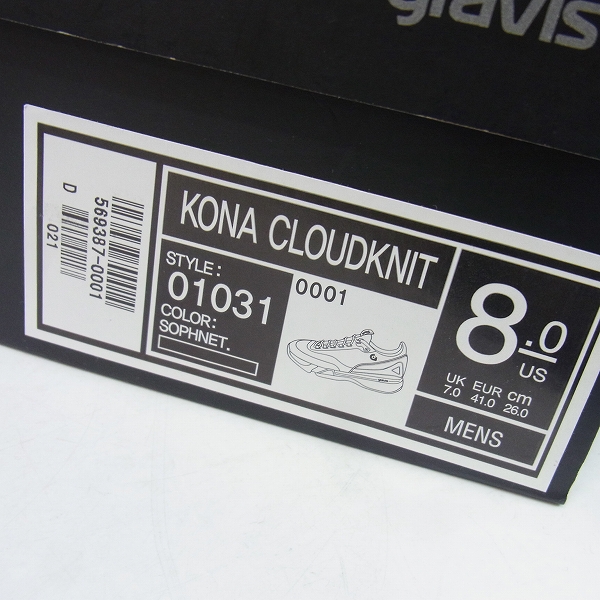 gravis
569387-0001
D
021
KONA CLOUDKNIT
STYLE:
01031
COLOR:
SOPHNET.
0001
8.0
US
UK EUR cm
7.0 41.0 26.0
MENS